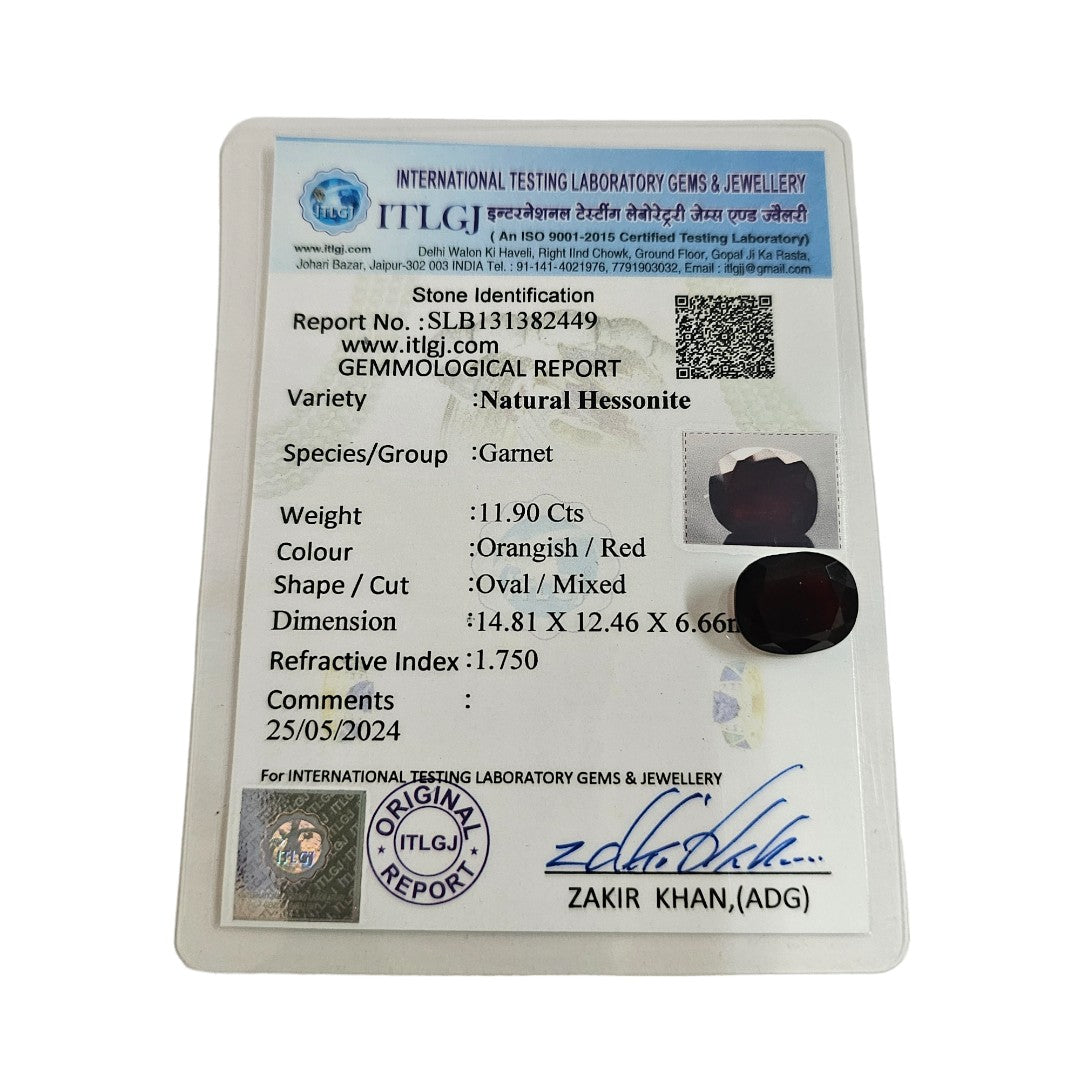 INTERNATIONAL TESTING LABORATORY GEMS & JEWELLERY
ITLGJ
ITLGJ इन्टरनेशनल टेस्टींग लेबोरेट्री जेम्स एण्ड ज्वैलरी
( An ISO 9001-2015 Certified Testing Laboratory)
www.itlgj.com Delhi Walon Ki Haveli, Right IInd Chowk, Ground Floor, Gopal Ji Ka Rasta,
Johari Bazar, Jaipur-302 003 INDIA Tel. : 91-141-4021976, 7791903032, Email : itlgjj@gmail.com
Stone Identification
Report No. :SLB131382449
www.itlgj.com
GEMMOLOGICAL REPORT
Variety :Natural Hessonite
Species/Group :Garnet
Weight :11.90 Cts
Colour :Orangish / Red
Shape / Cut :Oval / Mixed
Dimension :14.81 X 12.46 X 6.66
Refractive Index :1.750
Comments :
25/05/2024
For INTERNATIONAL TESTING LABORATORY GEMS & JEWELLERY
ITLGJ
ORIGINAL
ITLGJ
REPORT
ZAKIR KHAN,(ADG)